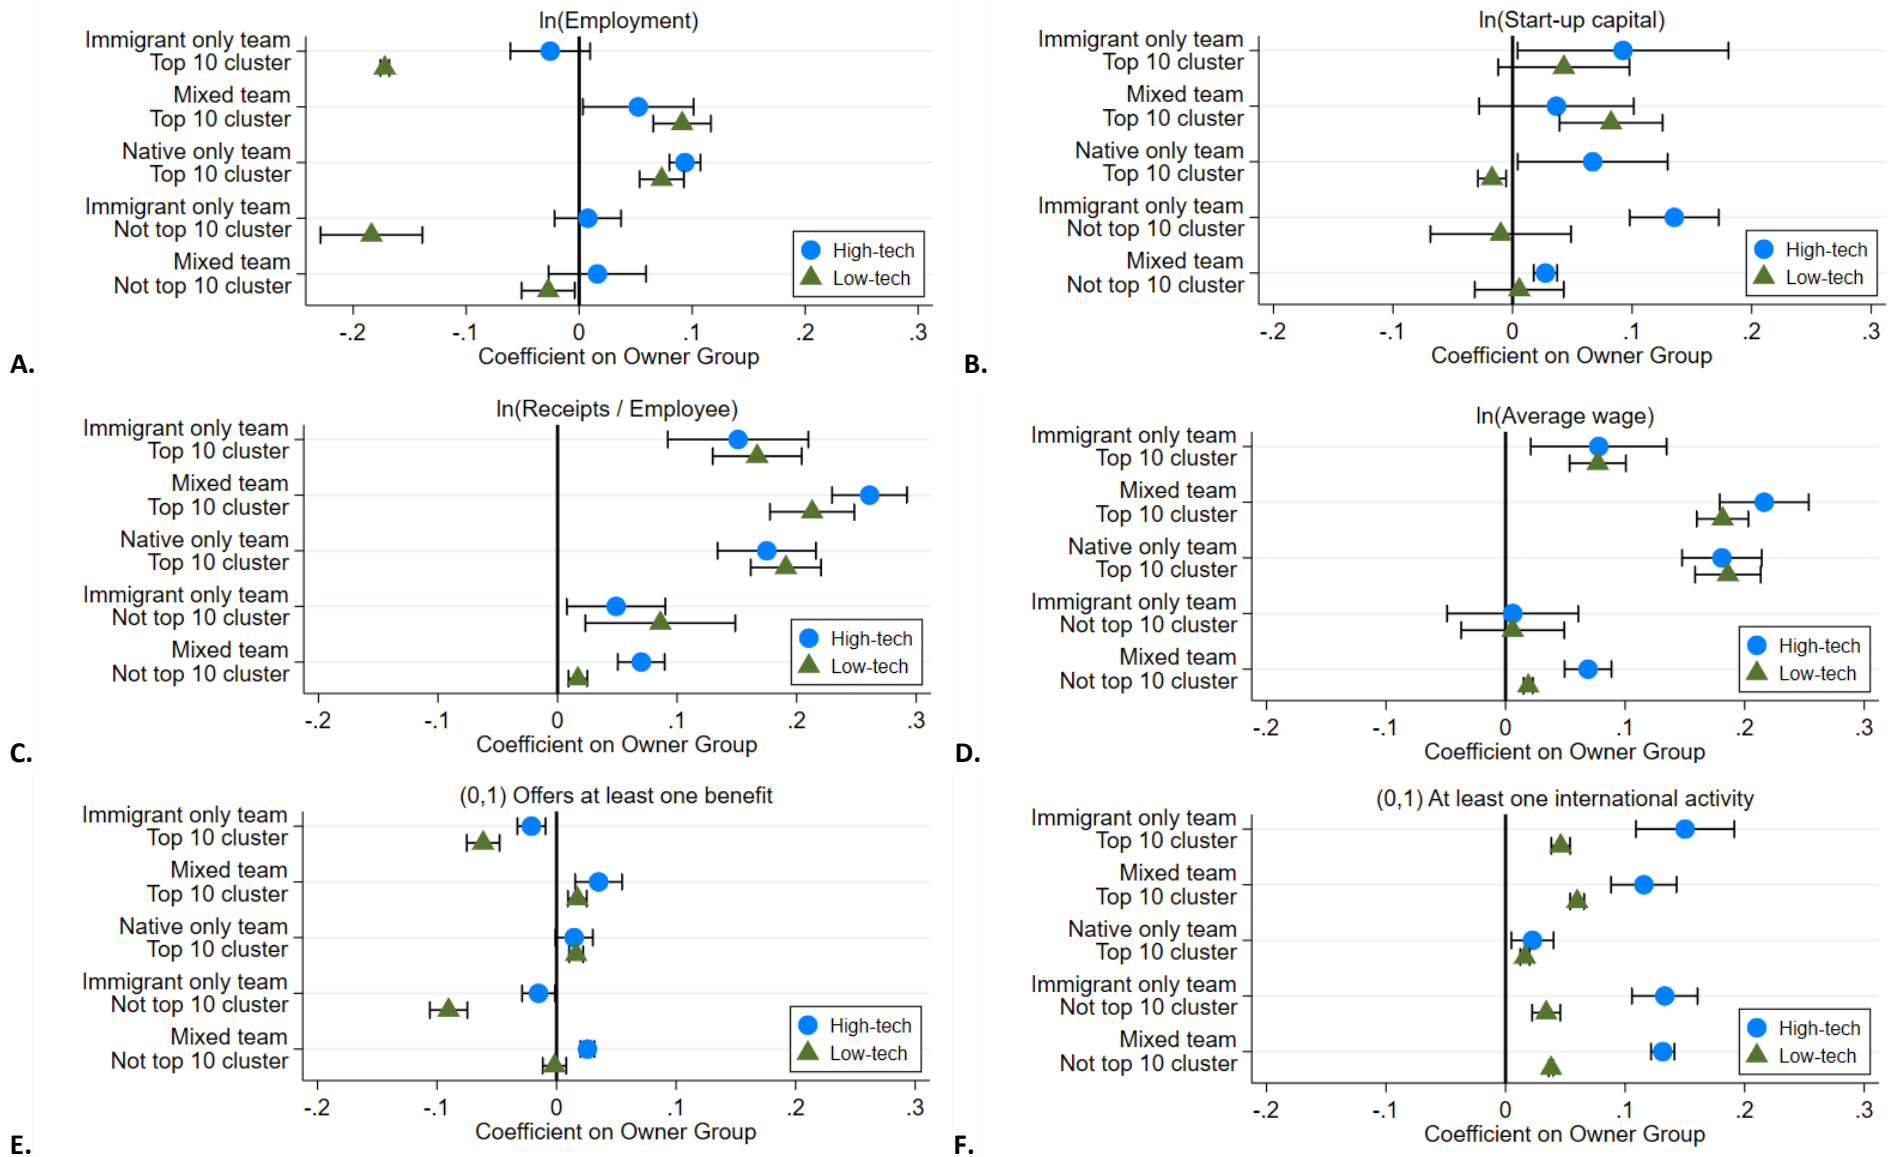 ln(Employment)
Immigrant only team
Top 10 cluster
Mixed team
Top 10 cluster
Native only team
Top 10 cluster
Immigrant only team
Not top 10 cluster
Mixed team
Not top 10 cluster
High-tech
Low-tech
-.2 -.1 0 .1 .2 .3
Coefficient on Owner Group
A.
ln(Start-up capital)
Immigrant only team
Top 10 cluster
Mixed team
Top 10 cluster
Native only team
Top 10 cluster
Immigrant only team
Not top 10 cluster
Mixed team
Not top 10 cluster
High-tech
Low-tech
-.2 -.1 0 .1 .2 .3
Coefficient on Owner Group
B.
ln(Receipts / Employee)
Immigrant only team
Top 10 cluster
Mixed team
Top 10 cluster
Native only team
Top 10 cluster
Immigrant only team
Not top 10 cluster
Mixed team
Not top 10 cluster
High-tech
Low-tech
-.2 -.1 0 .1 .2 .3
Coefficient on Owner Group
C.
ln(Average wage)
Immigrant only team
Top 10 cluster
Mixed team
Top 10 cluster
Native only team
Top 10 cluster
Immigrant only team
Not top 10 cluster
Mixed team
Not top 10 cluster
High-tech
Low-tech
-.2 -.1 0 .1 .2 .3
Coefficient on Owner Group
D.
(0,1) Offers at least one benefit
Immigrant only team
Top 10 cluster
Mixed team
Top 10 cluster
Native only team
Top 10 cluster
Immigrant only team
Not top 10 cluster
Mixed team
Not top 10 cluster
High-tech
Low-tech
-.2 -.1 0 .1 .2 .3
Coefficient on Owner Group
E.
(0,1) At least one international activity
Immigrant only team
Top 10 cluster
Mixed team
Top 10 cluster
Native only team
Top 10 cluster
Immigrant only team
Not top 10 cluster
Mixed team
Not top 10 cluster
High-tech
Low-tech
-.2 -.1 0 .1 .2 .3
Coefficient on Owner Group
F.